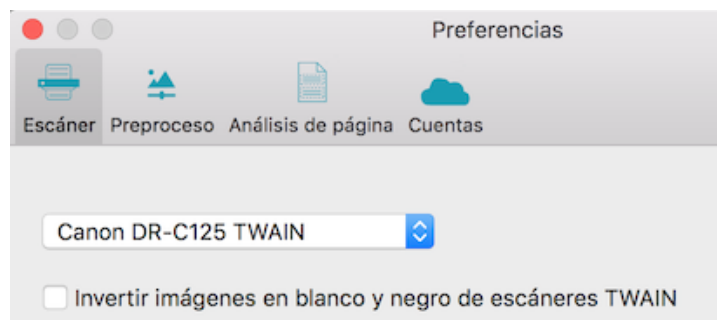 Preferencias
Escáner Preproceso Análisis de página Cuentas
Canon DR-C125 TWAIN
Invertir imágenes en blanco y negro de escáneres TWAIN